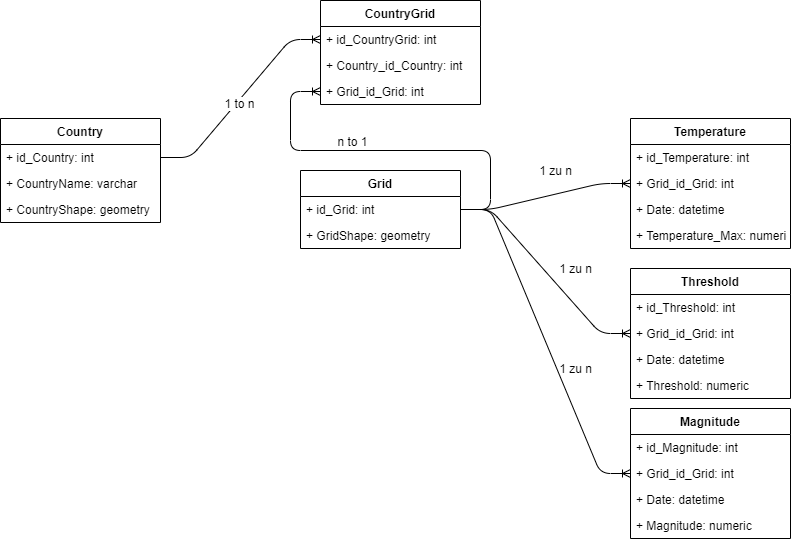 CountryGrid
+ id_CountryGrid: int
+ Country_id_Country: int
+ Grid_id_Grid: int
1 to n
Country
+ id_Country: int
+ CountryName: varchar
+ CountryShape: geometry
n to 1
Grid
+ id_Grid: int
+ GridShape: geometry
1 zu n
Temperature
+ id_Temperature: int
+ Grid_id_Grid: int
+ Date: datetime
+ Temperature_Max: numeri
1 zu n
Threshold
+ id_Threshold: int
+ Grid_id_Grid: int
+ Date: datetime
+ Threshold: numeric
1 zu n
Magnitude
+ id_Magnitude: int
+ Grid_id_Grid: int
+ Date: datetime
+ Magnitude: numeric